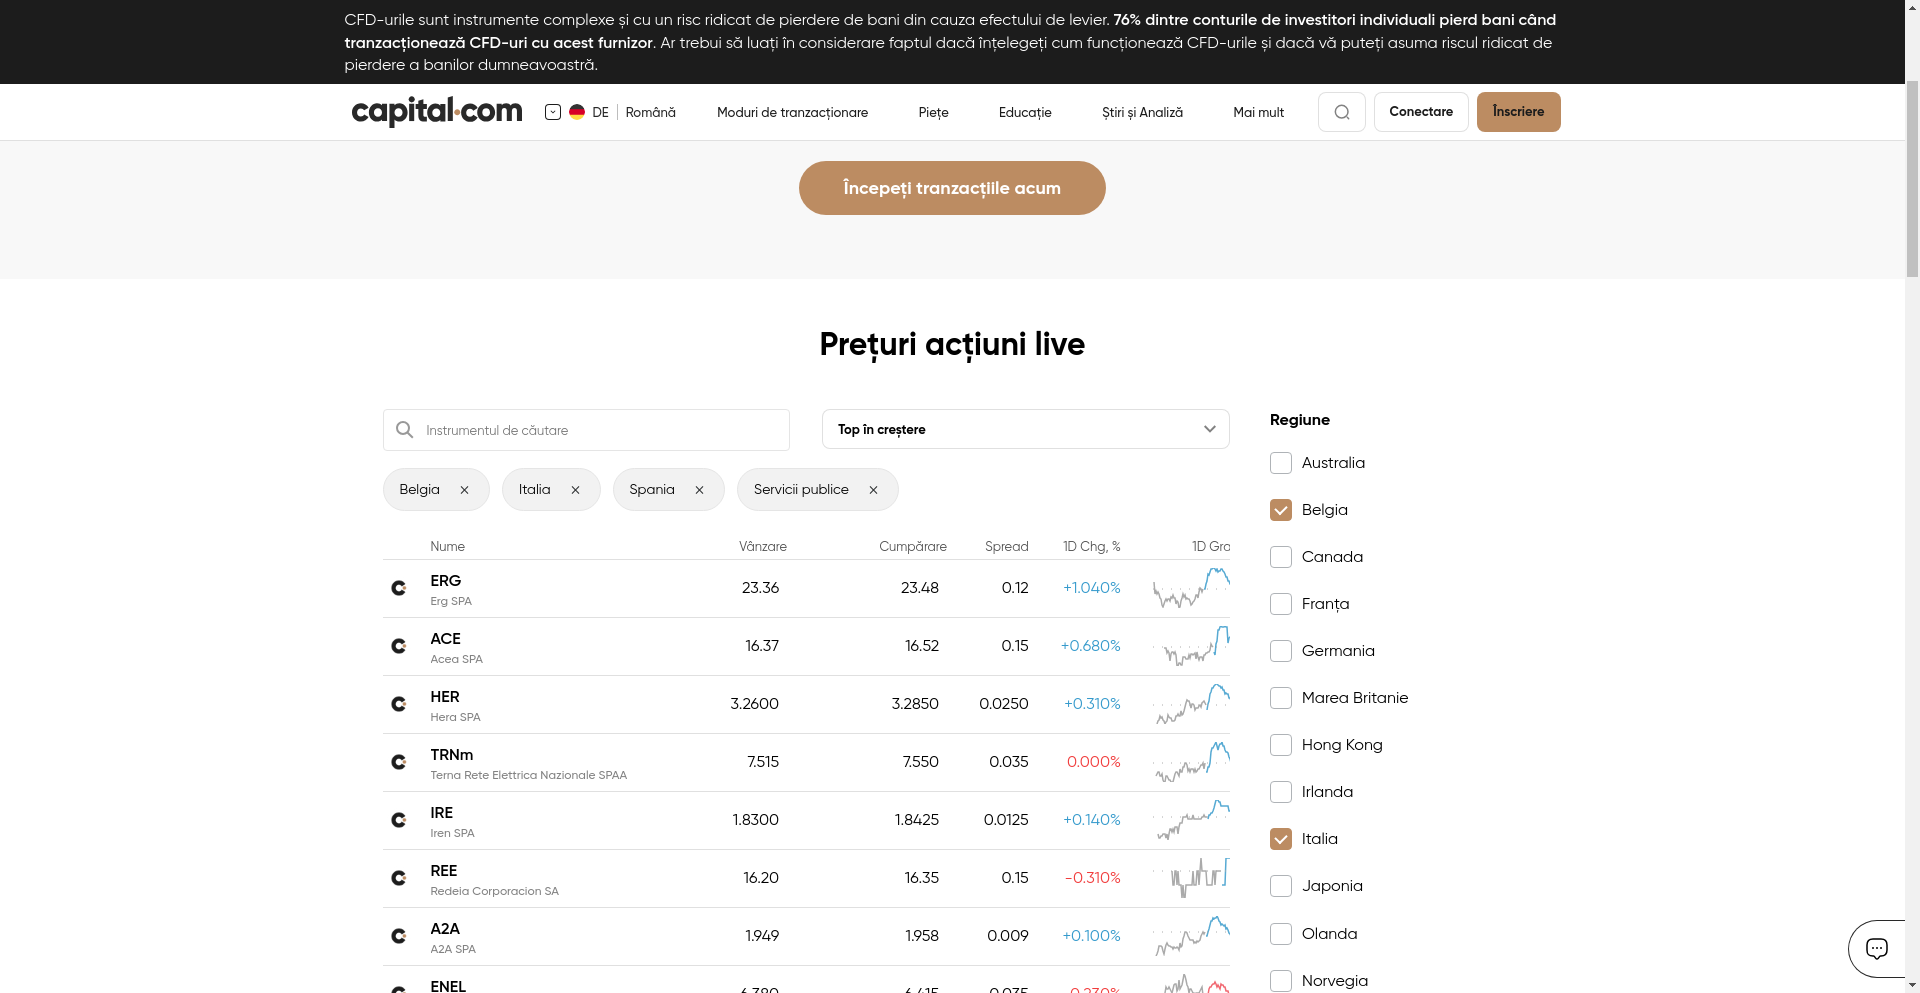 CFD-urile sunt instrumente complexe și cu un risc ridicat de pierdere de bani din cauza efectului de levier. 76% dintre conturile de investitori individuali pierd bani când
tranzacționează CFD-uri cu acest furnizor. Ar trebui să luați în considerare faptul dacă înțelegeți cum funcționează CFD-urile și dacă vă puteți asuma riscul ridicat de
pierdere a banilor dumneavoastră.
capital.com DE Română Moduri de tranzacționare Piețe Educație Știri și Analiză Mai mult Conectare Înscriere
Începeți tranzacțiile acum
Prețuri acțiuni live
Instrumentul de căutare Top în creștere
Belgia Italia Spania Servicii publice
Nume Vânzare Cumpărare Spread 1D Chg, % 1D Gra
ERG 23.36 23.48 0.12 +1.040%
Erg SPA
ACE 16.37 16.52 0.15 +0.680%
Acea SPA
HER 3.2600 3.2850 0.0250 +0.310%
Hera SPA
TRNm 7.515 7.550 0.035 0.000%
Terna Rete Elettrica Nazionale SPAA
IRE 1.8300 1.8425 0.0125 +0.140%
Iren SPA
REE 16.20 16.35 0.15 -0.310%
Redeia Corporacion SA
A2A 1.949 1.958 0.009 +0.100%
A2A SPA
ENEL 6.380 6.415 0.035
Regiune
Australia
Belgia
Canada
Franța
Germania
Marea Britanie
Hong Kong
Irlanda
Italia
Japonia
Olanda
Norvegia